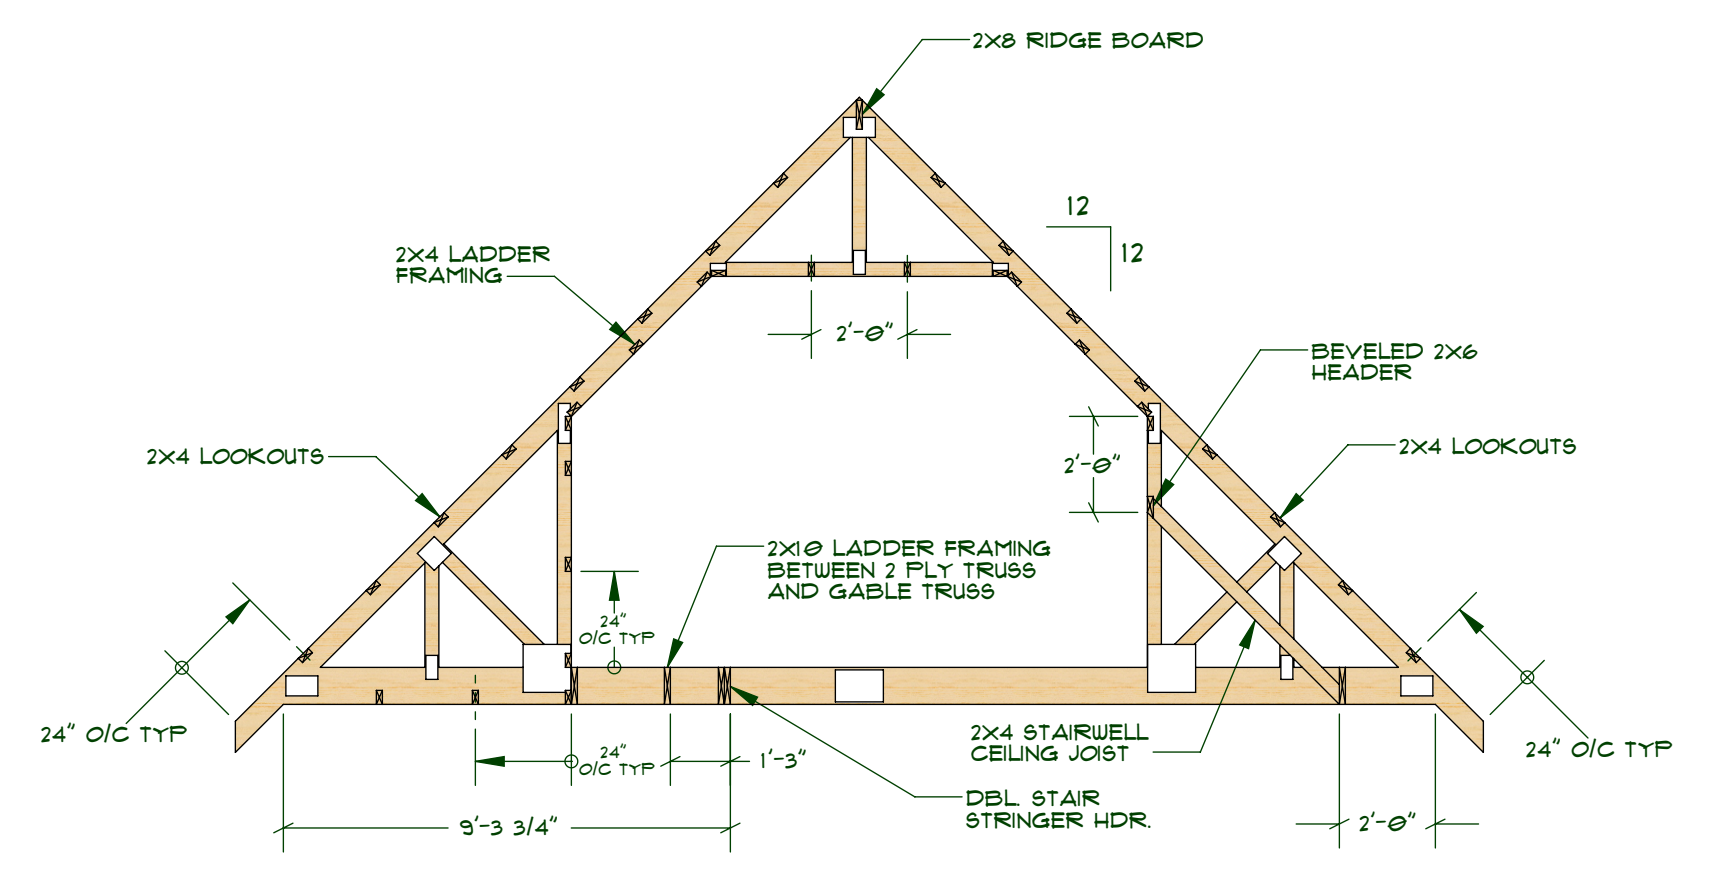 2X8 RIDGE BOARD
12
12
2X4 LADDER
FRAMING
2'-0"
BEVELED 2X6
HEADER
2X4 LOOKOUTS
2'-0"
2X4 LOOKOUTS
2X10 LADDER FRAMING
BETWEEN 2 PLY TRUSS
AND GABLE TRUSS
24"
O/C TYP
24" O/C TYP
2X4 STAIRWELL
CEILING JOIST
24" O/C TYP
24"
O/C TYP
1'-3"
DBL. STAIR
STRINGER HDR.
9'-3 3/4"
2'-0"